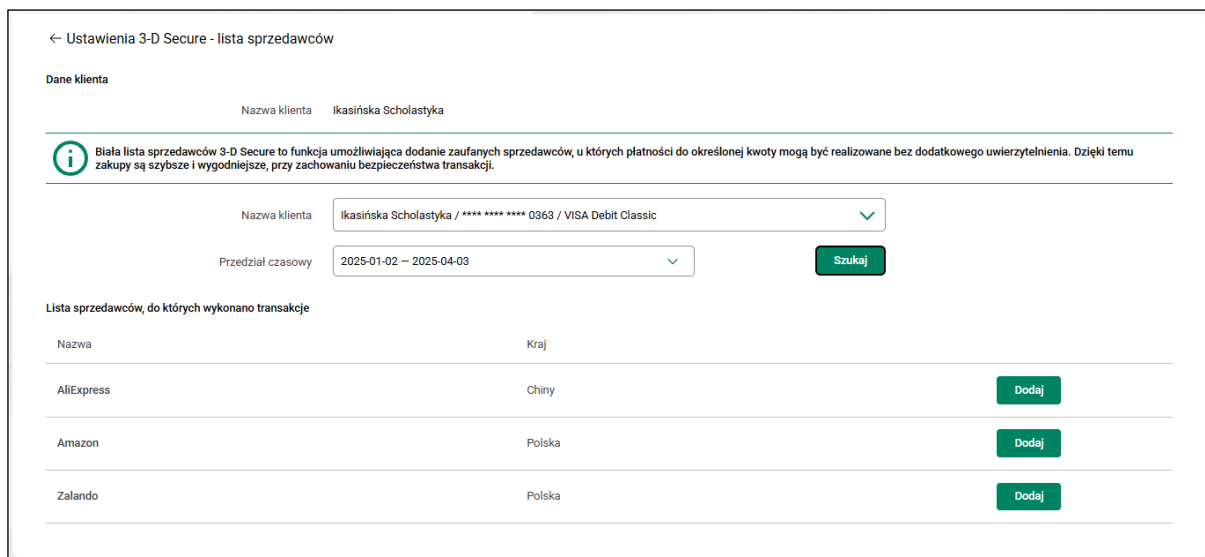 ← Ustawienia 3-D Secure - lista sprzedawców
Dane klienta
Nazwa klienta Ikasińska Scholastyka
Biała lista sprzedawców 3-D Secure to funkcja umożliwiająca dodanie zaufanych sprzedawców, u których płatności do określonej kwoty mogą być realizowane bez dodatkowego uwierzytelnienia. Dzięki temu
zakupy są szybsze i wygodniejsze, przy zachowaniu bezpieczeństwa transakcji.
Nazwa klienta Ikasińska Scholastyka / **** **** **** 0363 / VISA Debit Classic
Przedział czasowy 2025-01-02 — 2025-04-03 Szukaj
Lista sprzedawców, do których wykonano transakcje
Nazwa Kraj
AliExpress Chiny Dodaj
Amazon Polska Dodaj
Zalando Polska Dodaj